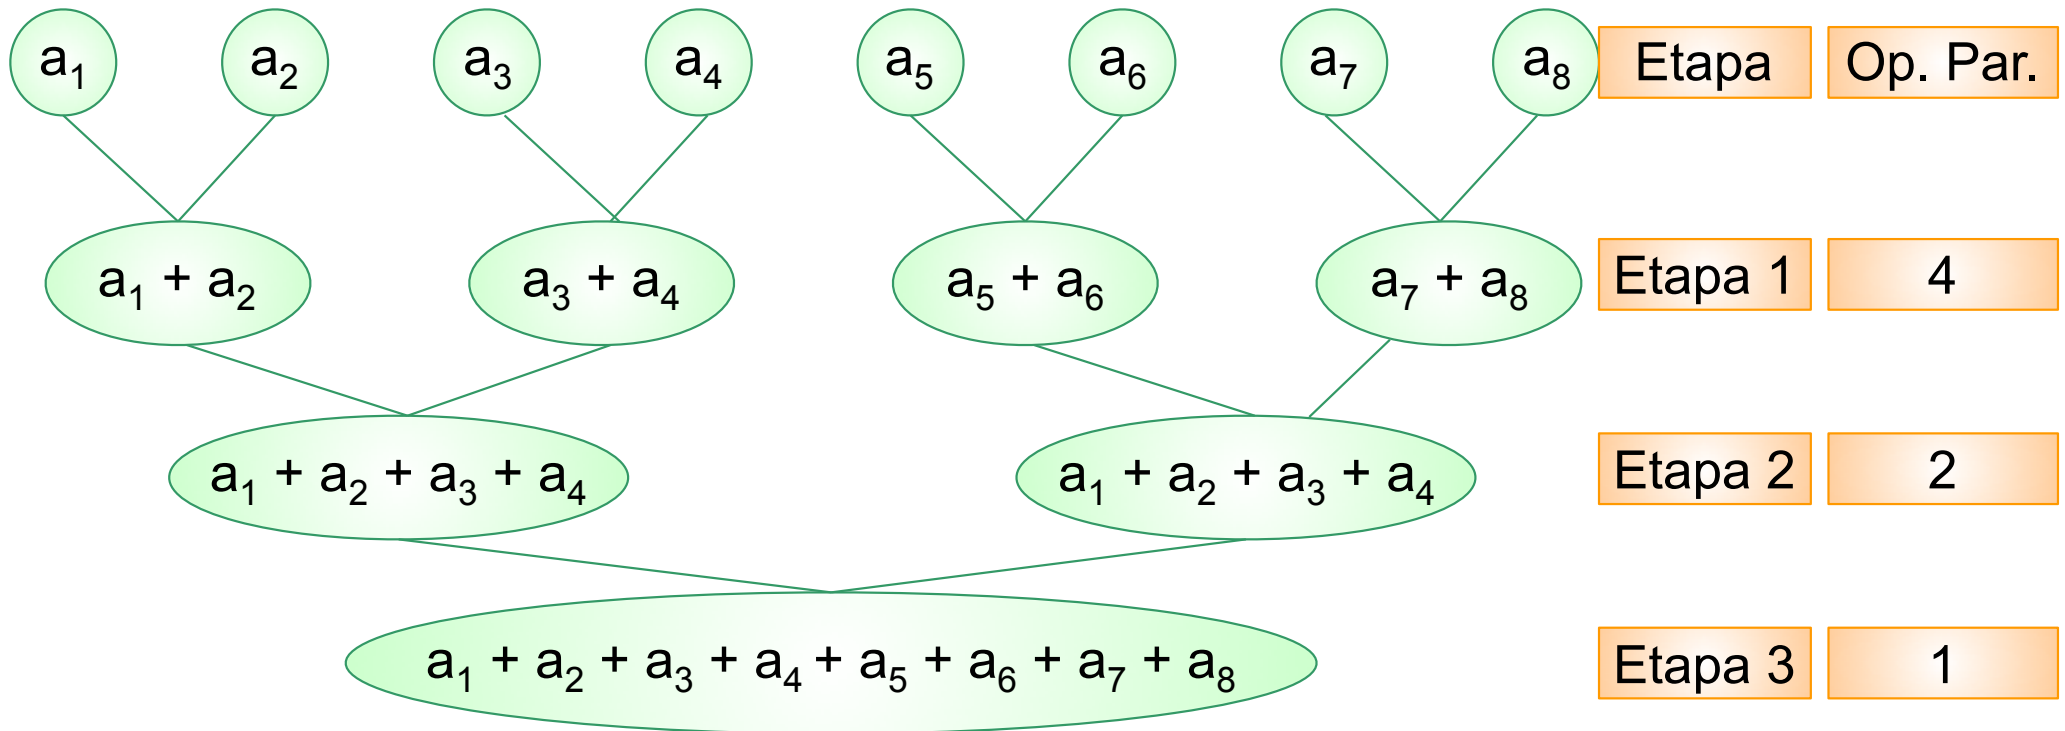 a₁ a₂ a₃ a₄ a₅ a₆ a₇ a₈ Etapa Op. Par.
a₁ + a₂ a₃ + a₄ a₅ + a₆ a₇ + a₈ Etapa 1 4
a₁ + a₂ + a₃ + a₄ a₁ + a₂ + a₃ + a₄ Etapa 2 2
a₁ + a₂ + a₃ + a₄ + a₅ + a₆ + a₇ + a₈ Etapa 3 1